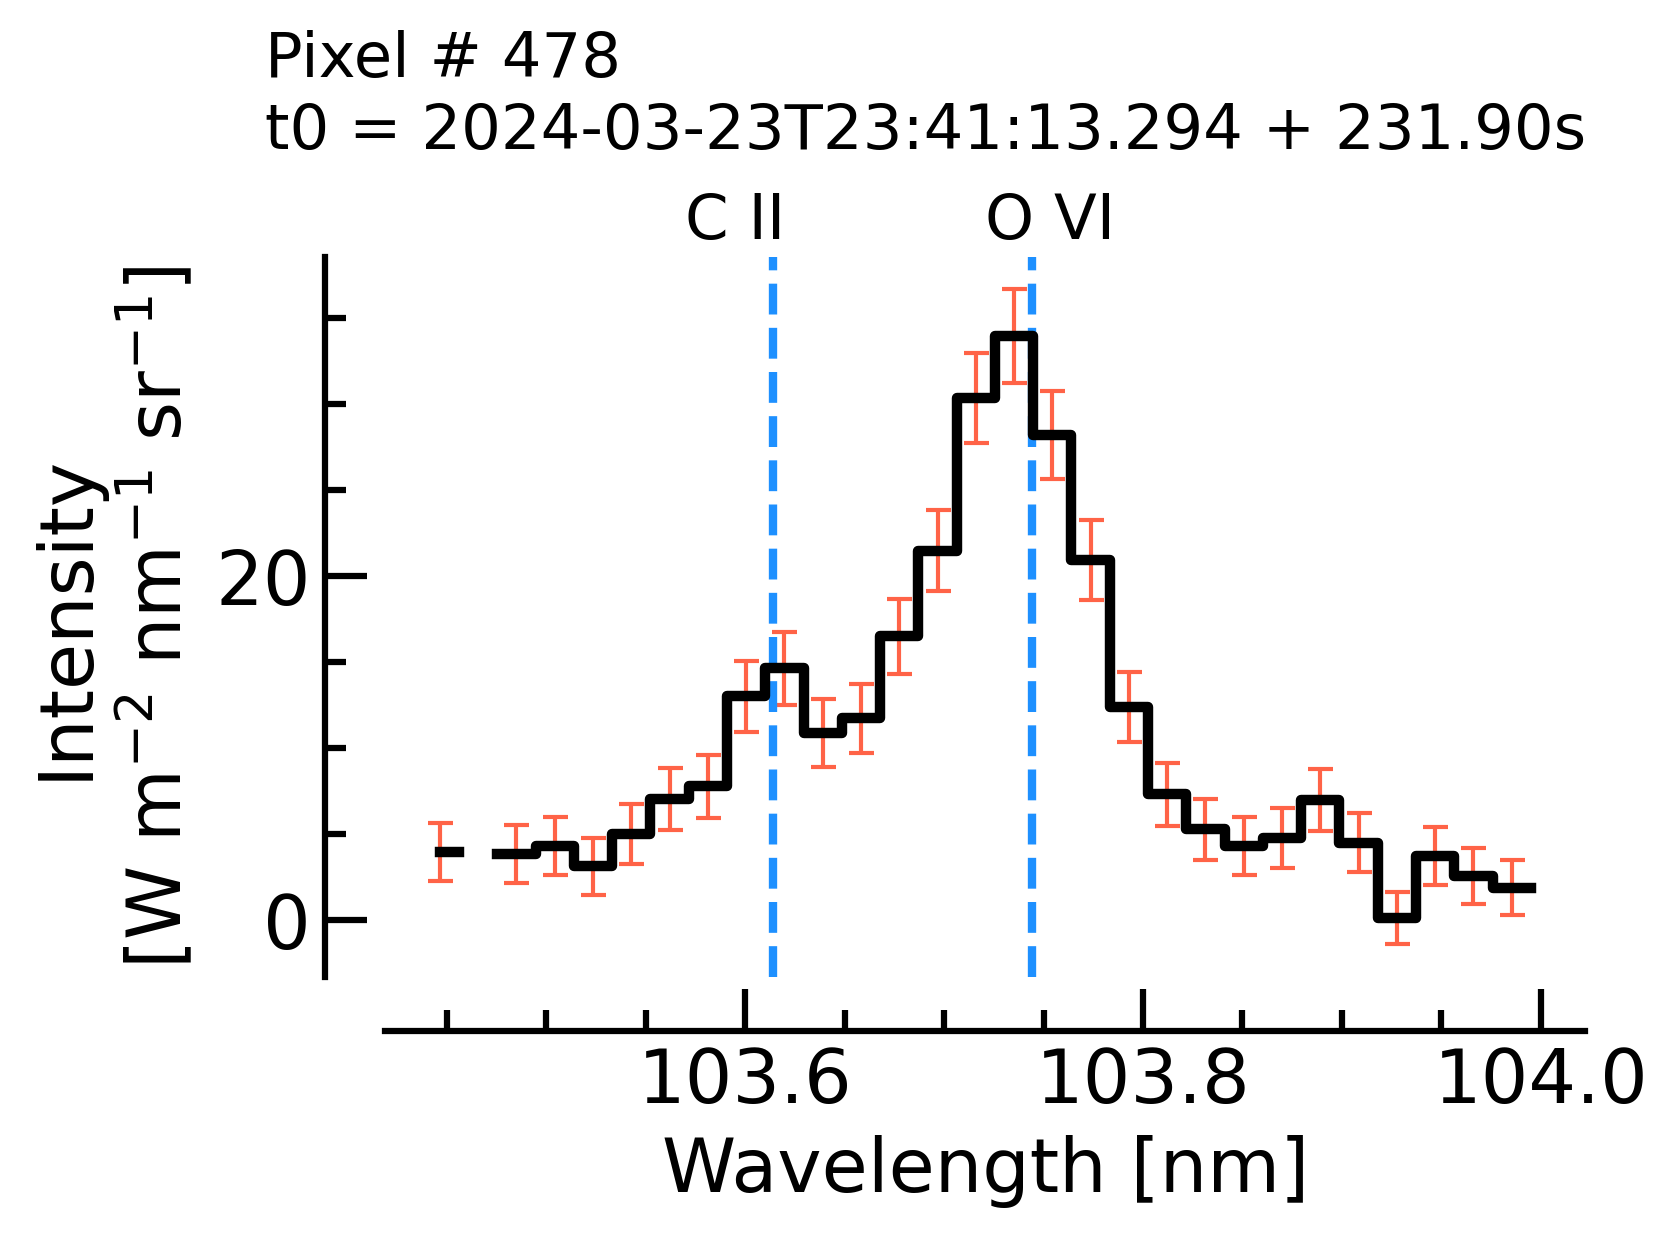 Pixel # 478
t0 = 2024-03-23T23:41:13.294 + 231.90s
C II
O VI
Intensity
[W m⁻² nm⁻¹ sr⁻¹]
20
0
103.6
103.8
104.0
Wavelength [nm]